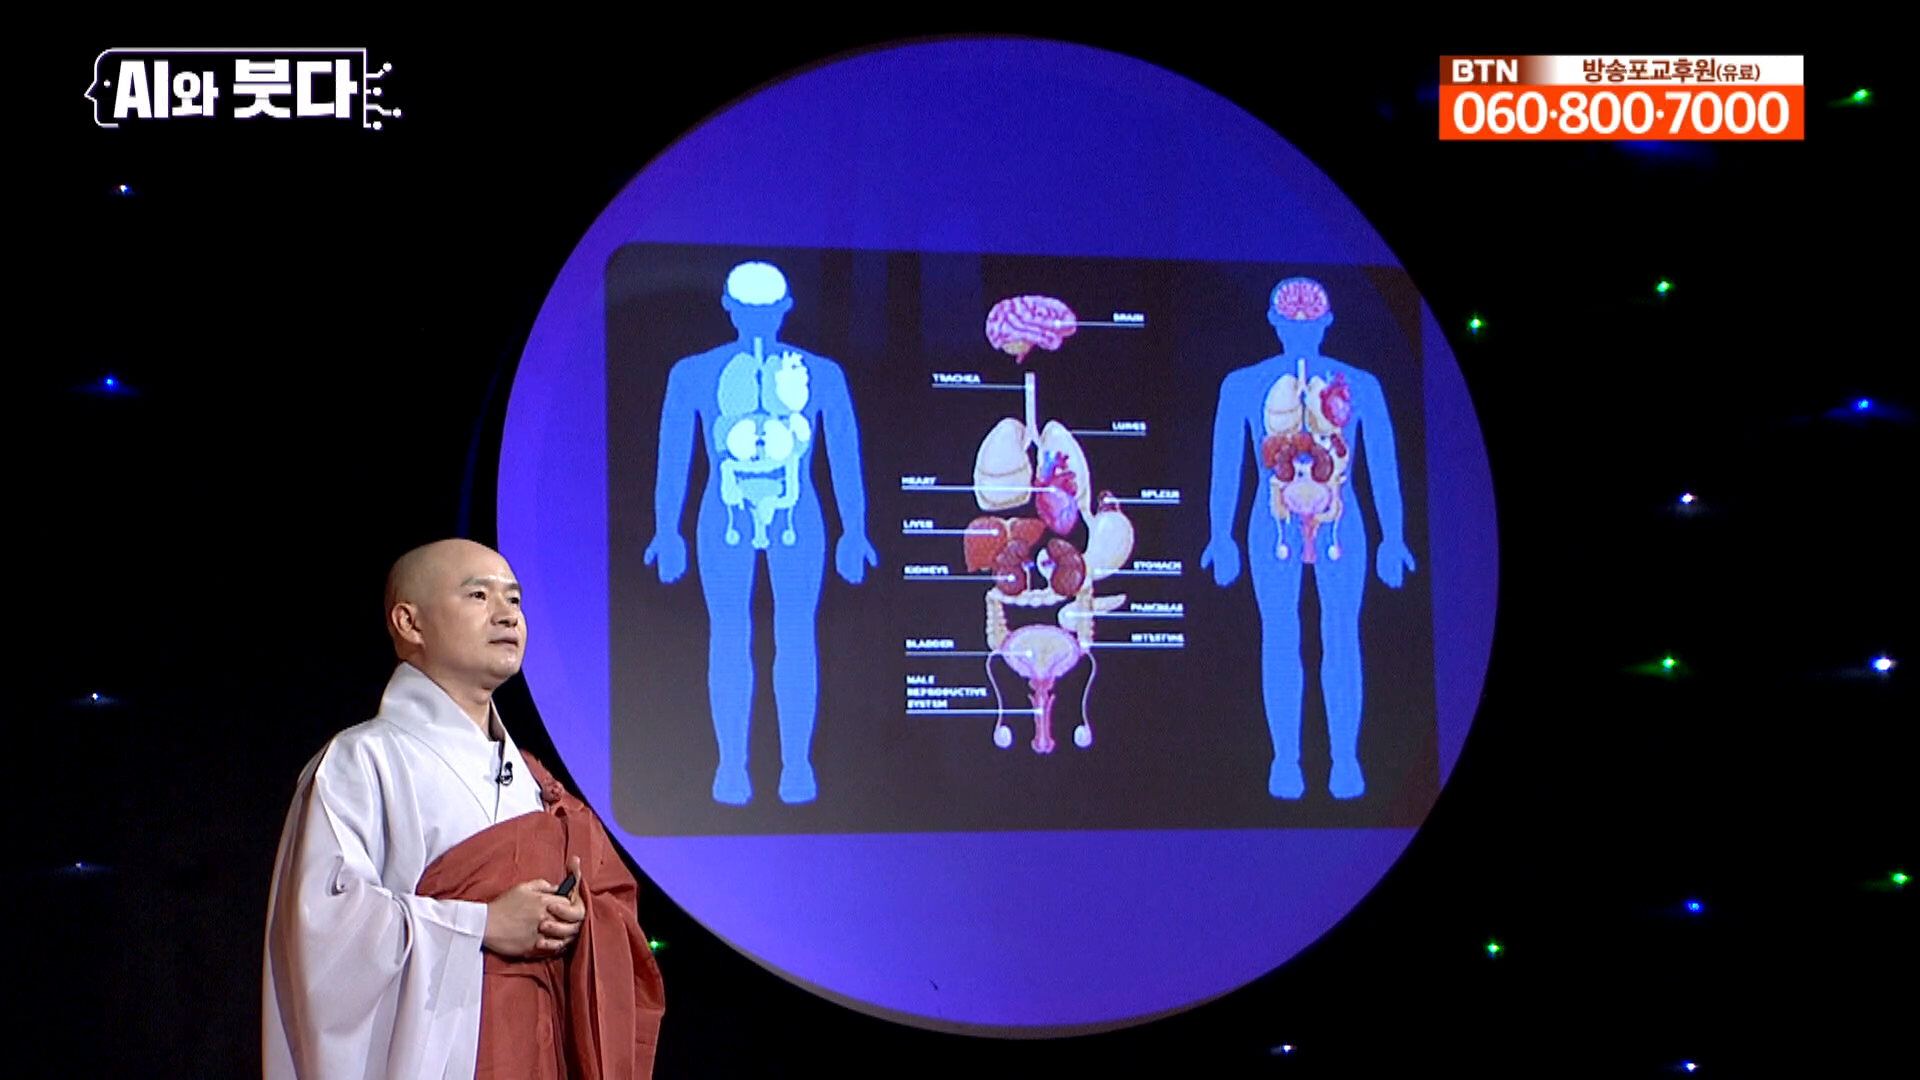 AI와 붓다
BTN 방송포교후원(유료)
060·800·7000
BRAIN
TRACHEA
LUNGS
HEART
SPLEEN
LIVER
STOMACH
KIDNEYS
PANCREAS
INTESTINE
BLADDER
MALE
REPRODUCTIVE
SYSTEM